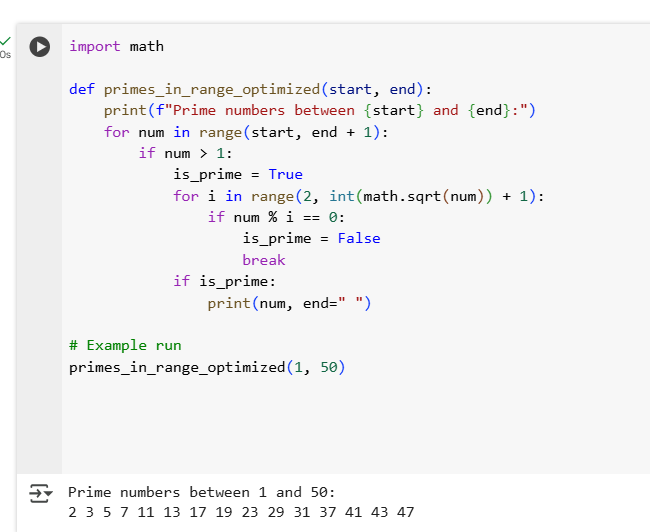 import math
def primes_in_range_optimized(start, end):
    print(f"Prime numbers between {start} and {end}:")
    for num in range(start, end + 1):
        if num > 1:
            is_prime = True
            for i in range(2, int(math.sqrt(num)) + 1):
                if num % i == 0:
                    is_prime = False
                    break
            if is_prime:
                print(num, end=" ")
# Example run
primes_in_range_optimized(1, 50)
0s
Prime numbers between 1 and 50:
2 3 5 7 11 13 17 19 23 29 31 37 41 43 47